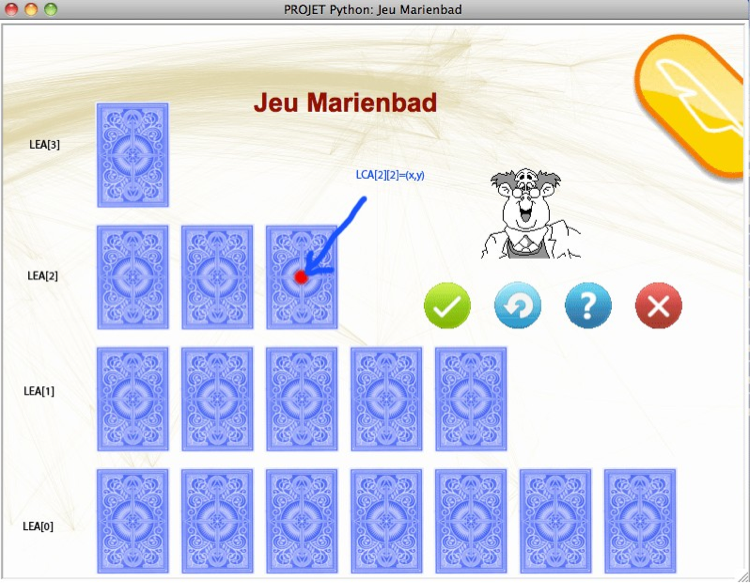 PROJET Python: Jeu Marienbad
Jeu Marienbad
LEA[3]
LCA[2][2]=(x,y)
LEA[2]
?
LEA[1]
LEA[0]